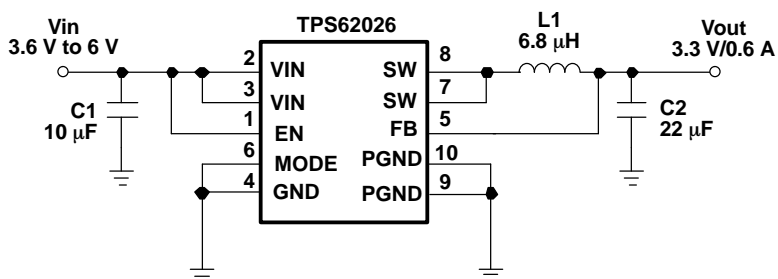 TPS62026
Vin
3.6 V to 6 V
C1
10 μF
2 VIN
3 VIN
1 EN
6 MODE
4 GND
SW 8
SW 7
FB 5
PGND 10
PGND 9
L1
6.8 μH
Vout
3.3 V/0.6 A
C2
22 μF